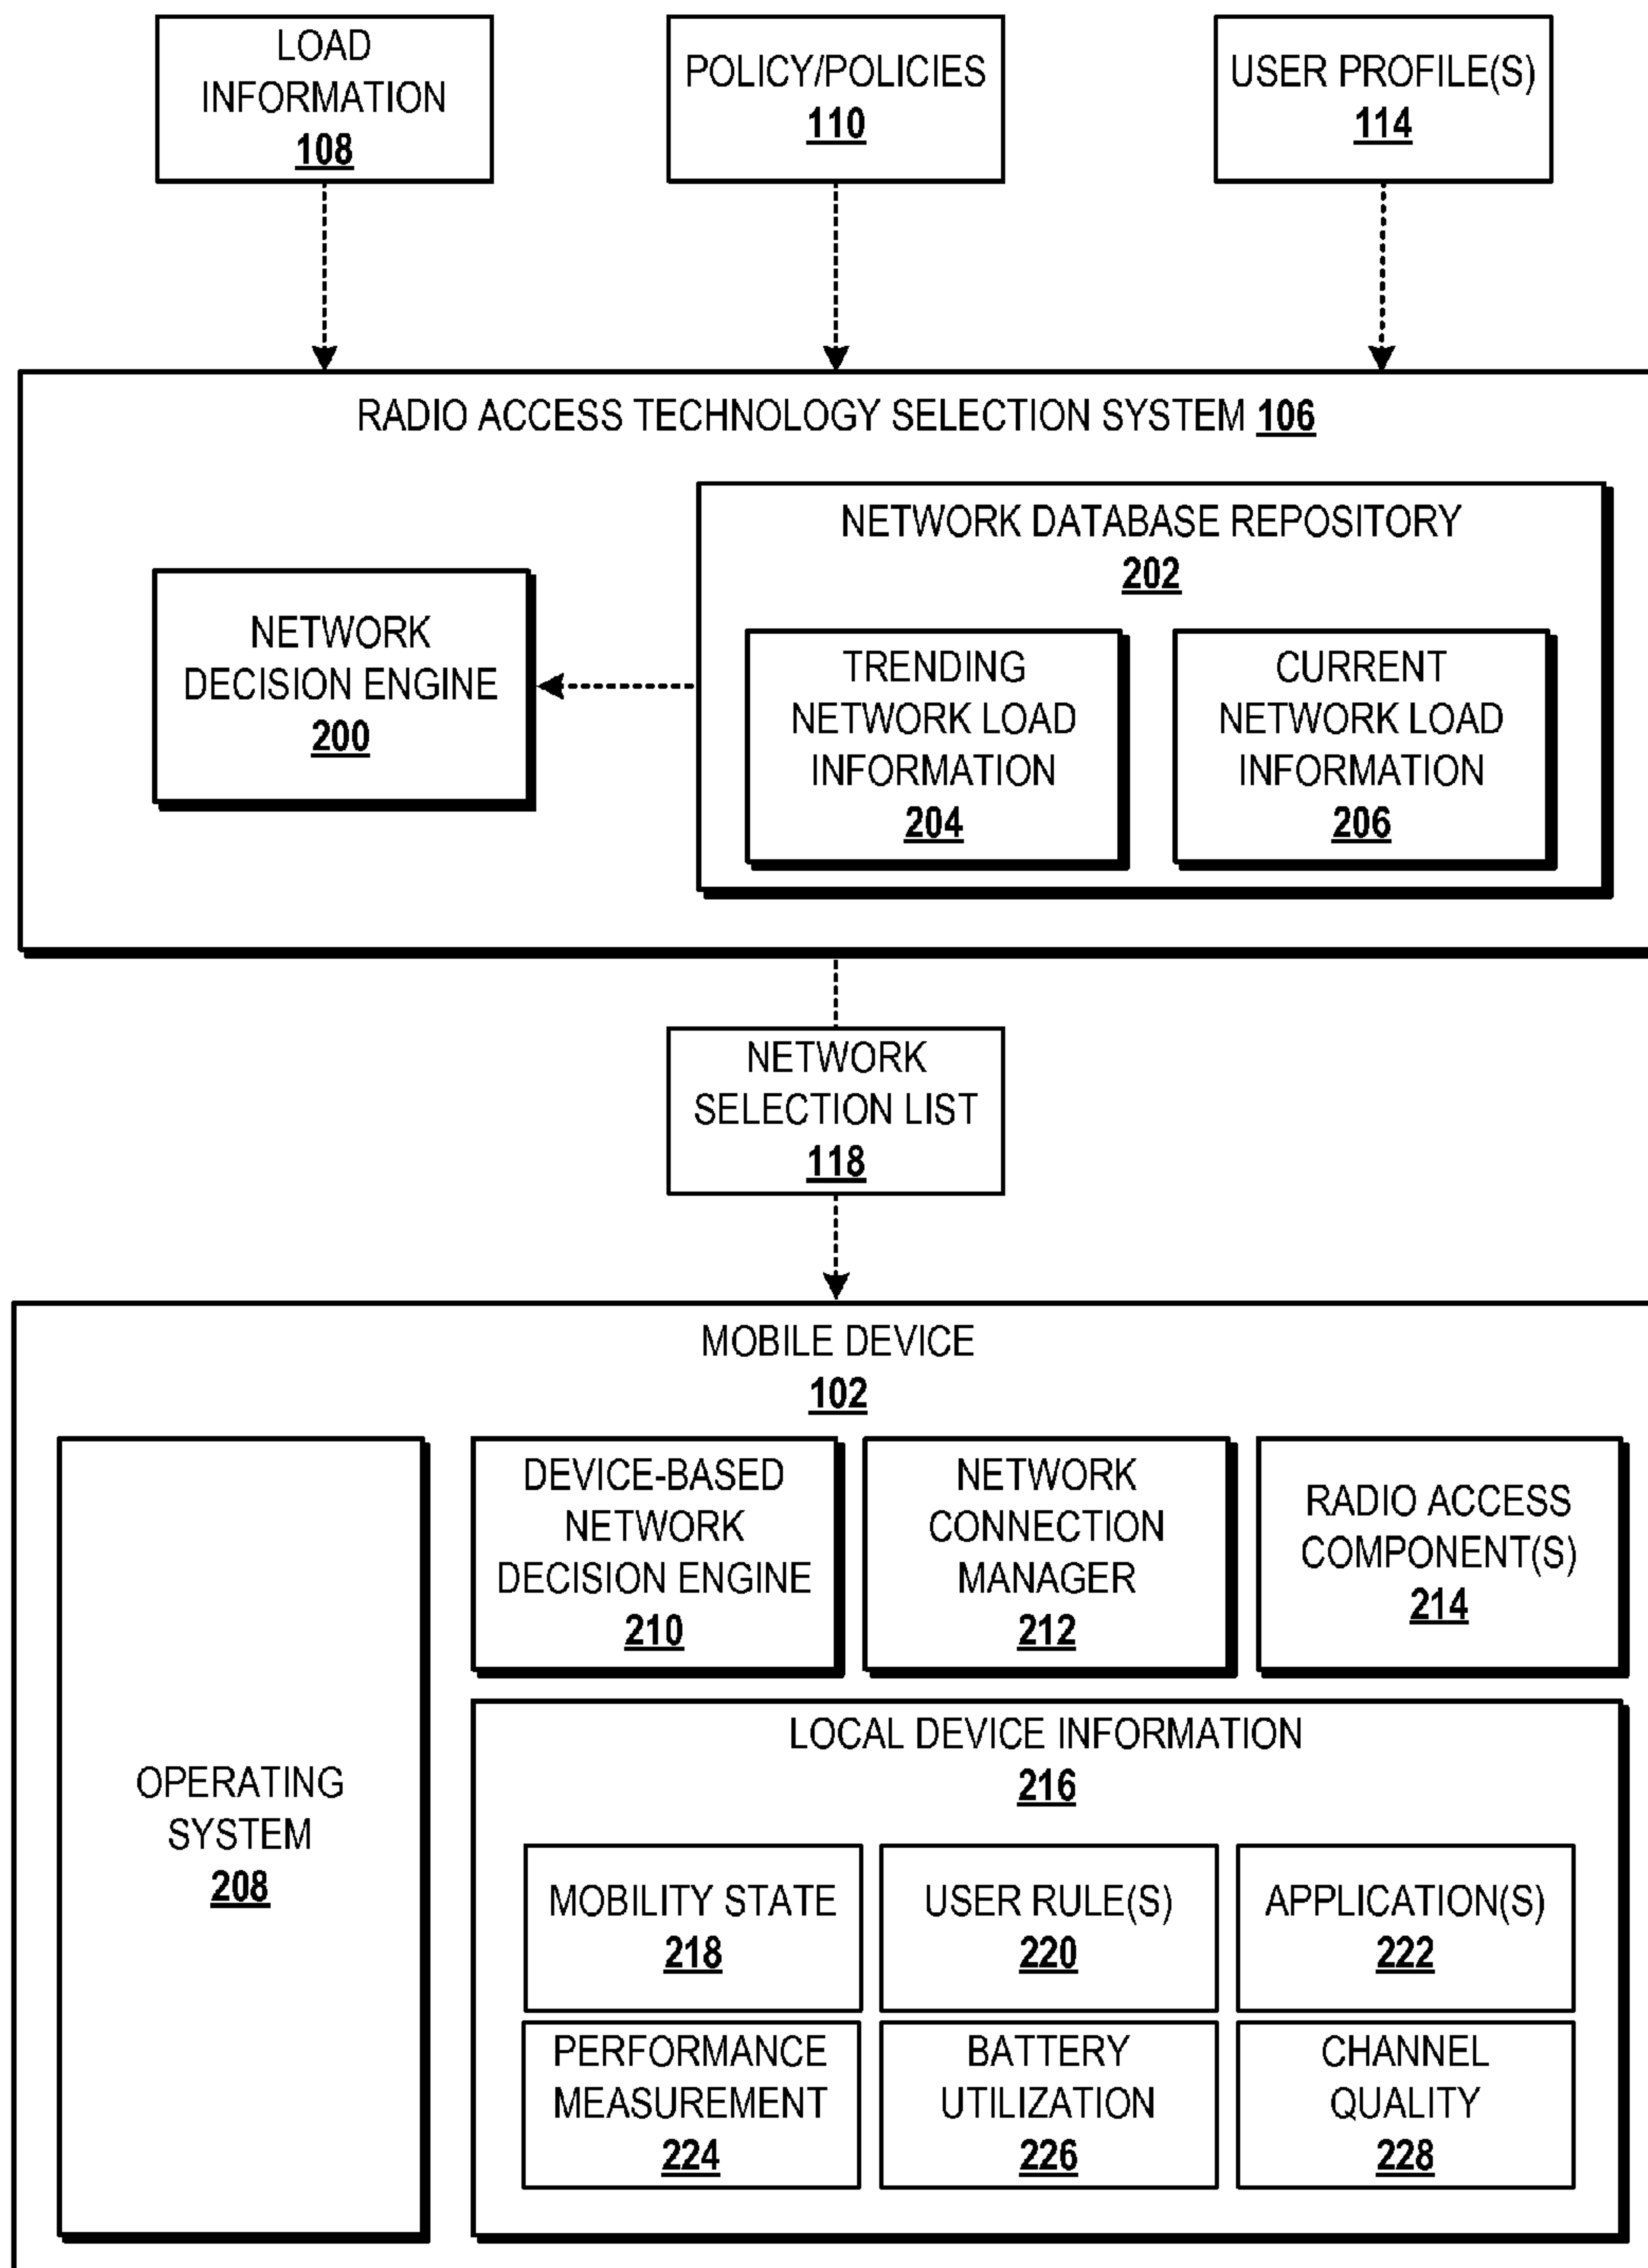 LOAD
INFORMATION
108
POLICY/POLICIES
110
USER PROFILE(S)
114
RADIO ACCESS TECHNOLOGY SELECTION SYSTEM 106
NETWORK DATABASE REPOSITORY
202
NETWORK
DECISION ENGINE
200
TRENDING
NETWORK LOAD
INFORMATION
204
CURRENT
NETWORK LOAD
INFORMATION
206
NETWORK
SELECTION LIST
118
MOBILE DEVICE
102
OPERATING
SYSTEM
208
DEVICE-BASED
NETWORK
DECISION ENGINE
210
NETWORK
CONNECTION
MANAGER
212
RADIO ACCESS
COMPONENT(S)
214
LOCAL DEVICE INFORMATION
216
MOBILITY STATE
218
USER RULE(S)
220
APPLICATION(S)
222
PERFORMANCE
MEASUREMENT
224
BATTERY
UTILIZATION
226
CHANNEL
QUALITY
228